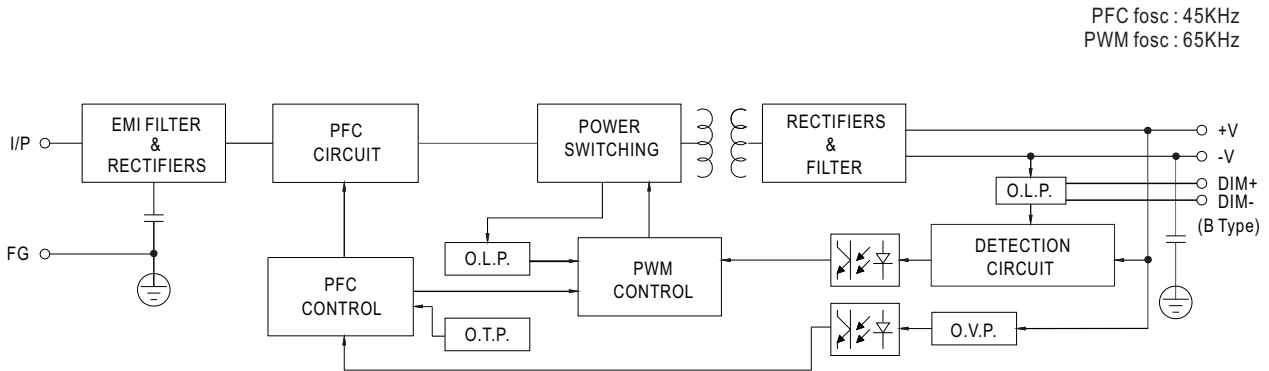 PFC fosc : 45KHz
PWM fosc : 65KHz
I/P
EMI FILTER
&
RECTIFIERS
PFC
CIRCUIT
POWER
SWITCHING
RECTIFIERS
&
FILTER
+V
-V
DIM+
DIM-
(B Type)
O.L.P.
FG
O.L.P.
PFC
CONTROL
PWM
CONTROL
DETECTION
CIRCUIT
O.T.P.
O.V.P.